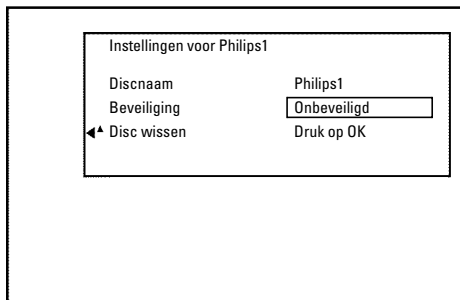 Instellingen voor Philips1
Discnaam Philips1
Beveiliging Onbeveiligd
Disc wissen Druk op OK